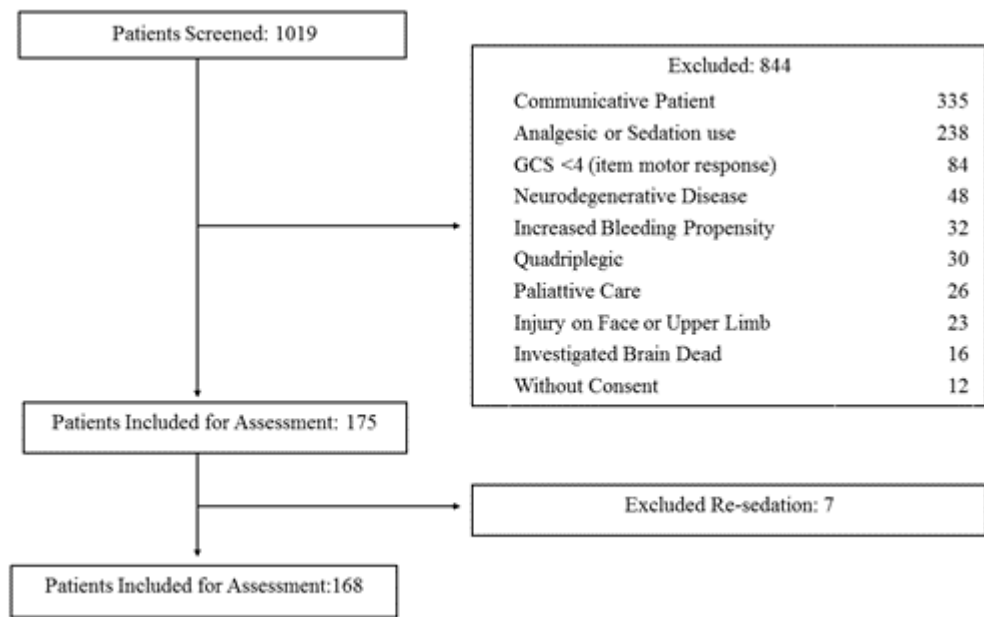 Patients Screened: 1019
Excluded: 844
Communicative Patient 335
Analgesic or Sedation use 238
GCS <4 (item motor response) 84
Neurodegenerative Disease 48
Increased Bleeding Propensity 32
Quadriplegic 30
Paliattive Care 26
Injury on Face or Upper Limb 23
Investigated Brain Dead 16
Without Consent 12
Patients Included for Assessment: 175
Excluded Re-sedation: 7
Patients Included for Assessment:168